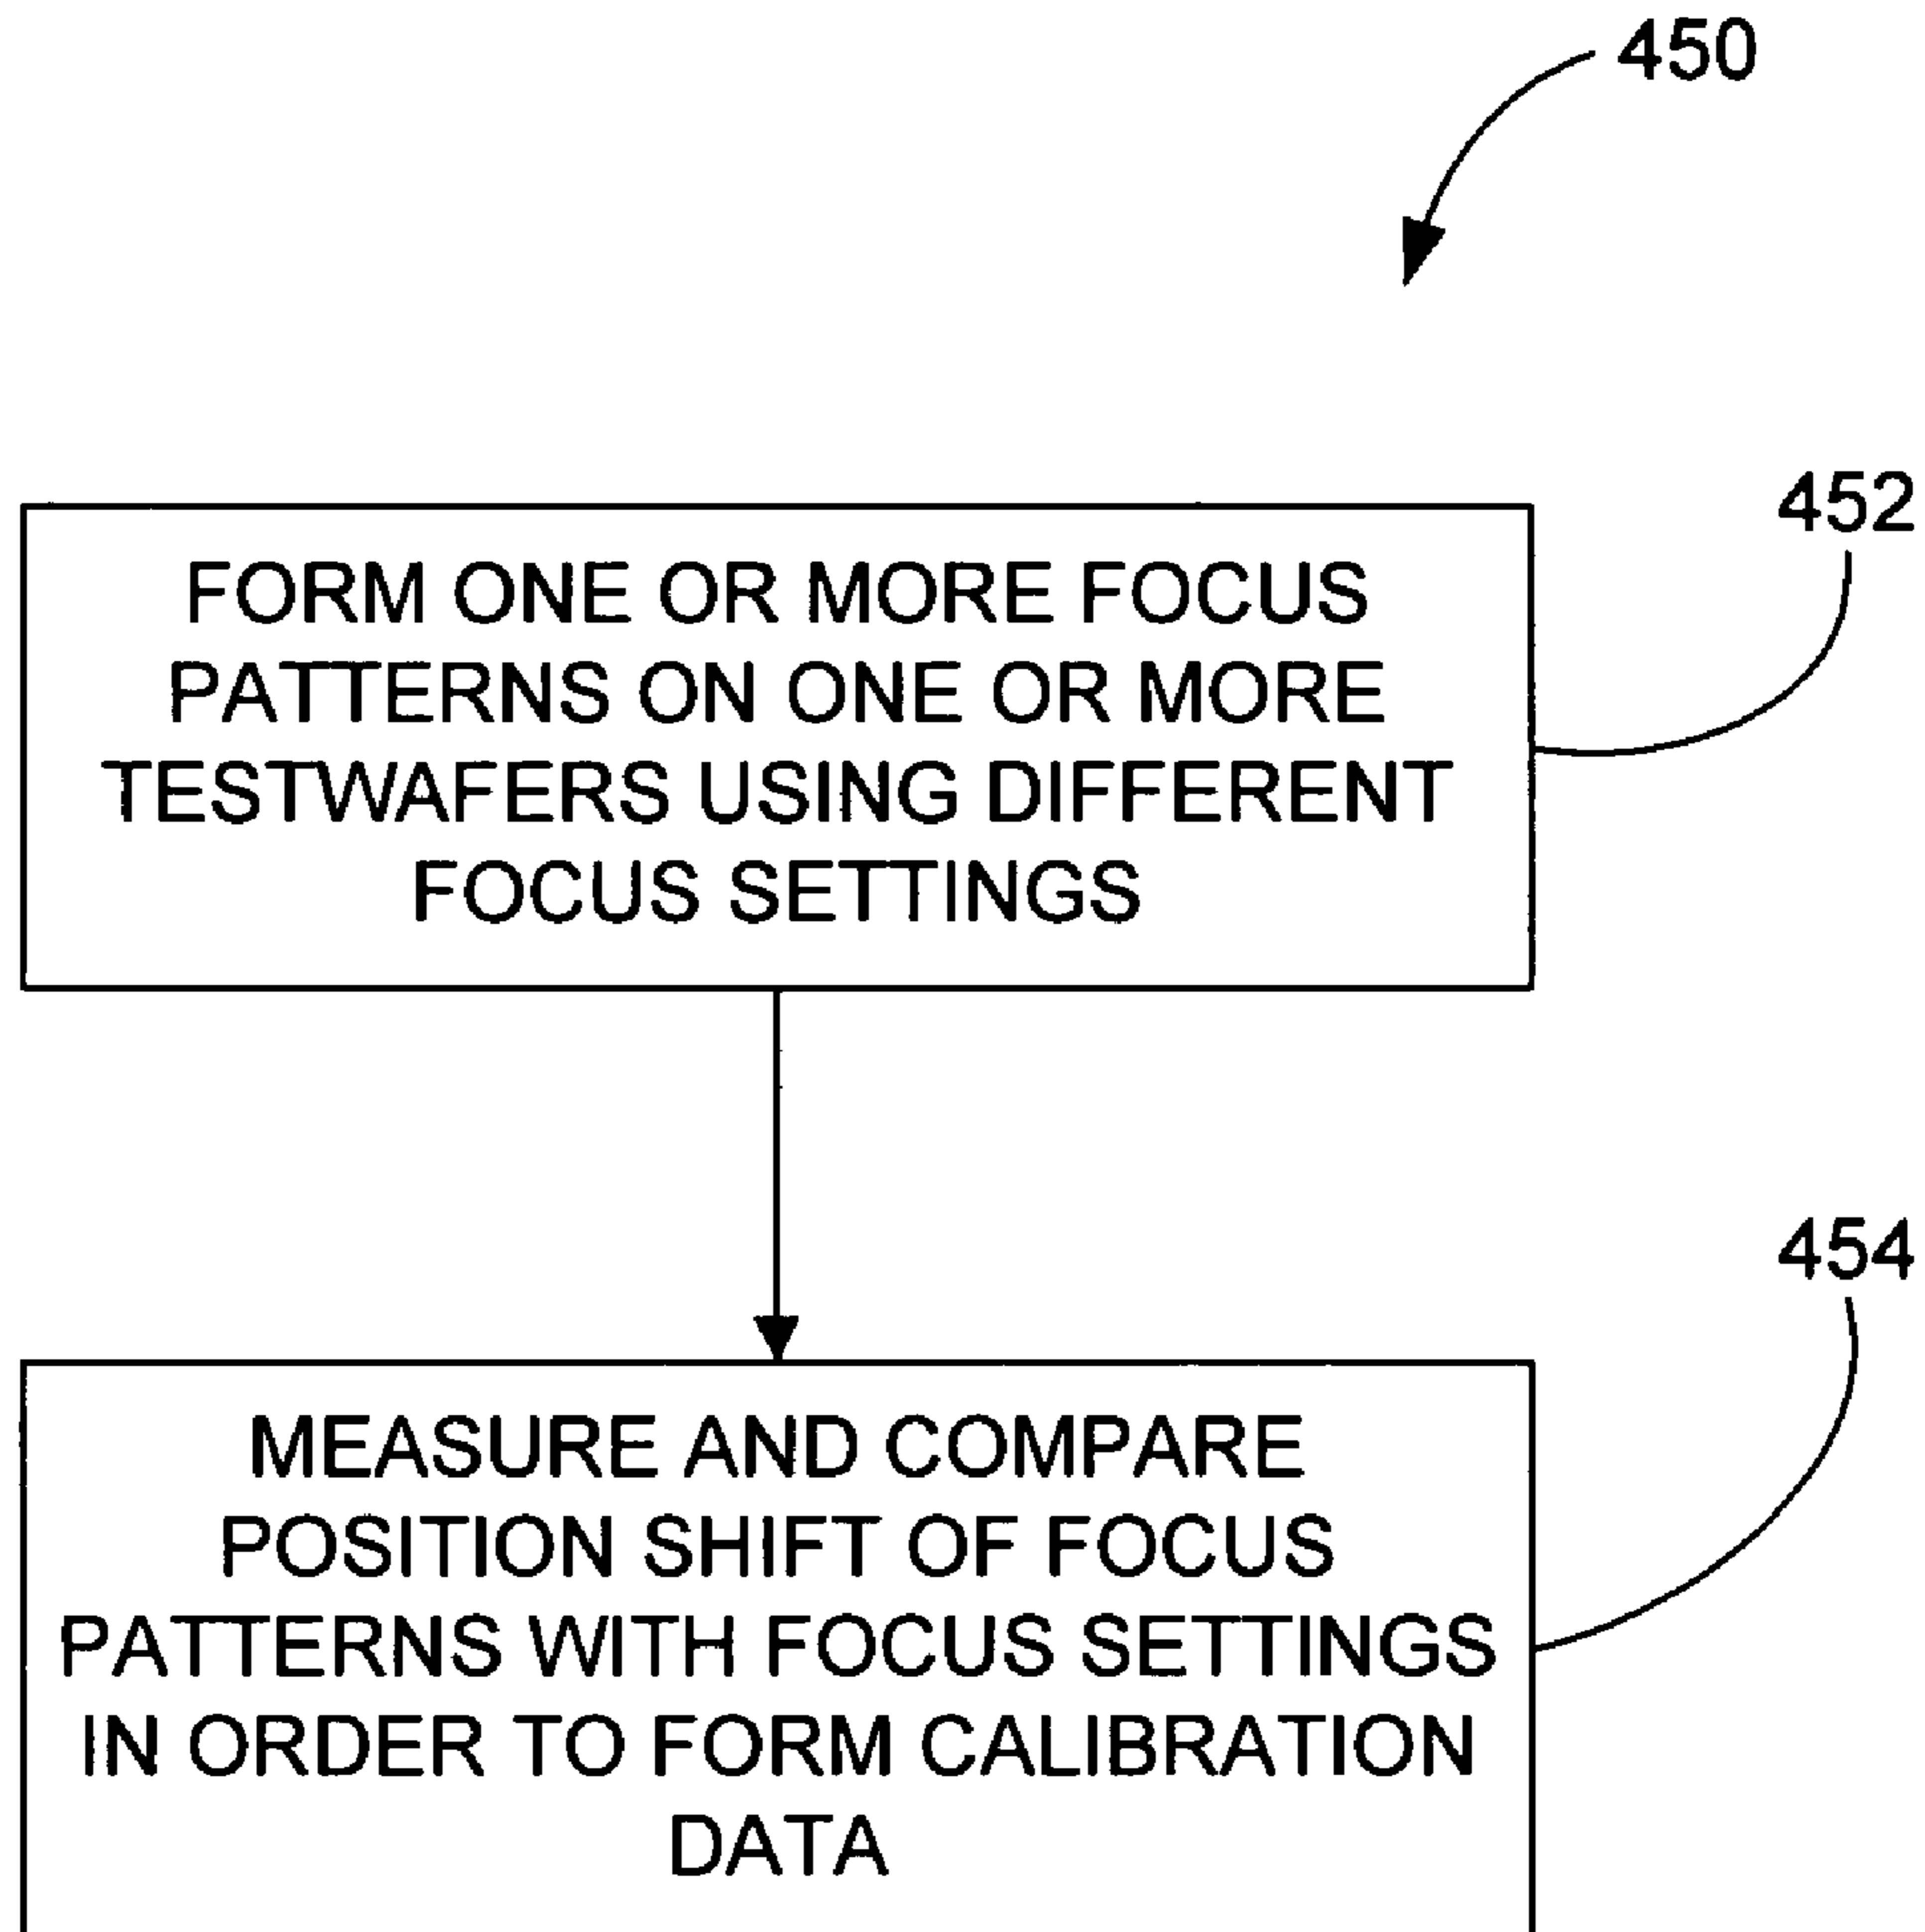 450
452
FORM ONE OR MORE FOCUS
PATTERNS ON ONE OR MORE
TESTWAFERS USING DIFFERENT
FOCUS SETTINGS
454
MEASURE AND COMPARE
POSITION SHIFT OF FOCUS
PATTERNS WITH FOCUS SETTINGS
IN ORDER TO FORM CALIBRATION
DATA